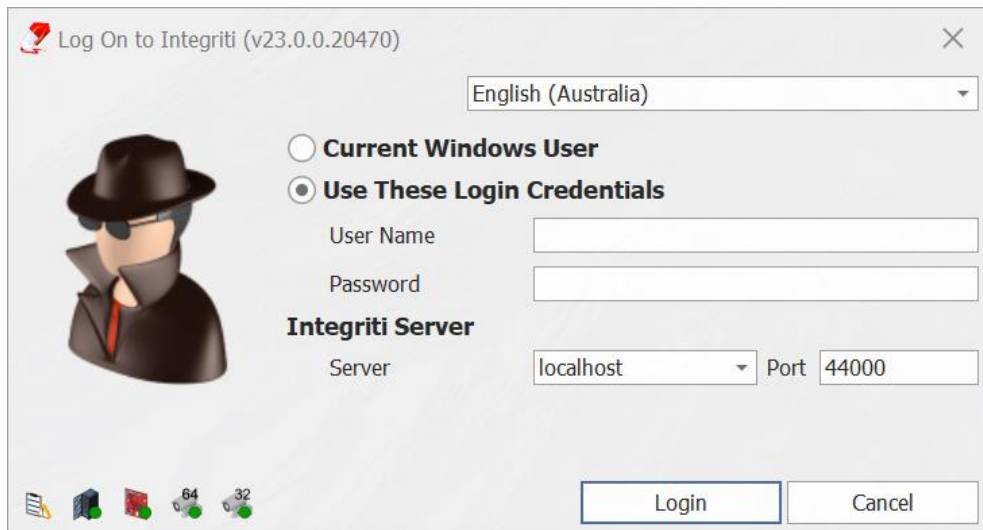 Log On to Integriti (v23.0.0.20470)
English (Australia)
Current Windows User
Use These Login Credentials
User Name
Password
Integriti Server
Server localhost Port 44000
64 32
Login Cancel